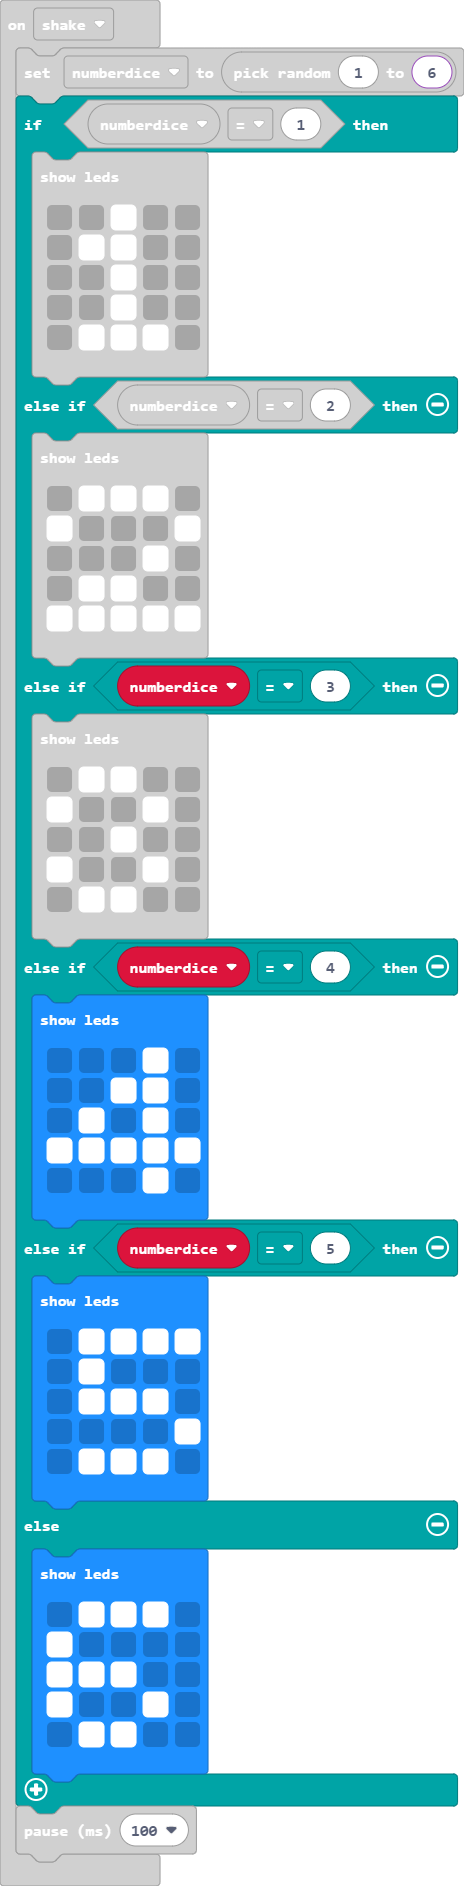 on shake
set numberdice to pick random 1 to 6
if numberdice = 1 then
show leds
else if numberdice = 2 then
show leds
else if numberdice = 3 then
show leds
else if numberdice = 4 then
show leds
else if numberdice = 5 then
show leds
else
show leds
pause (ms) 100